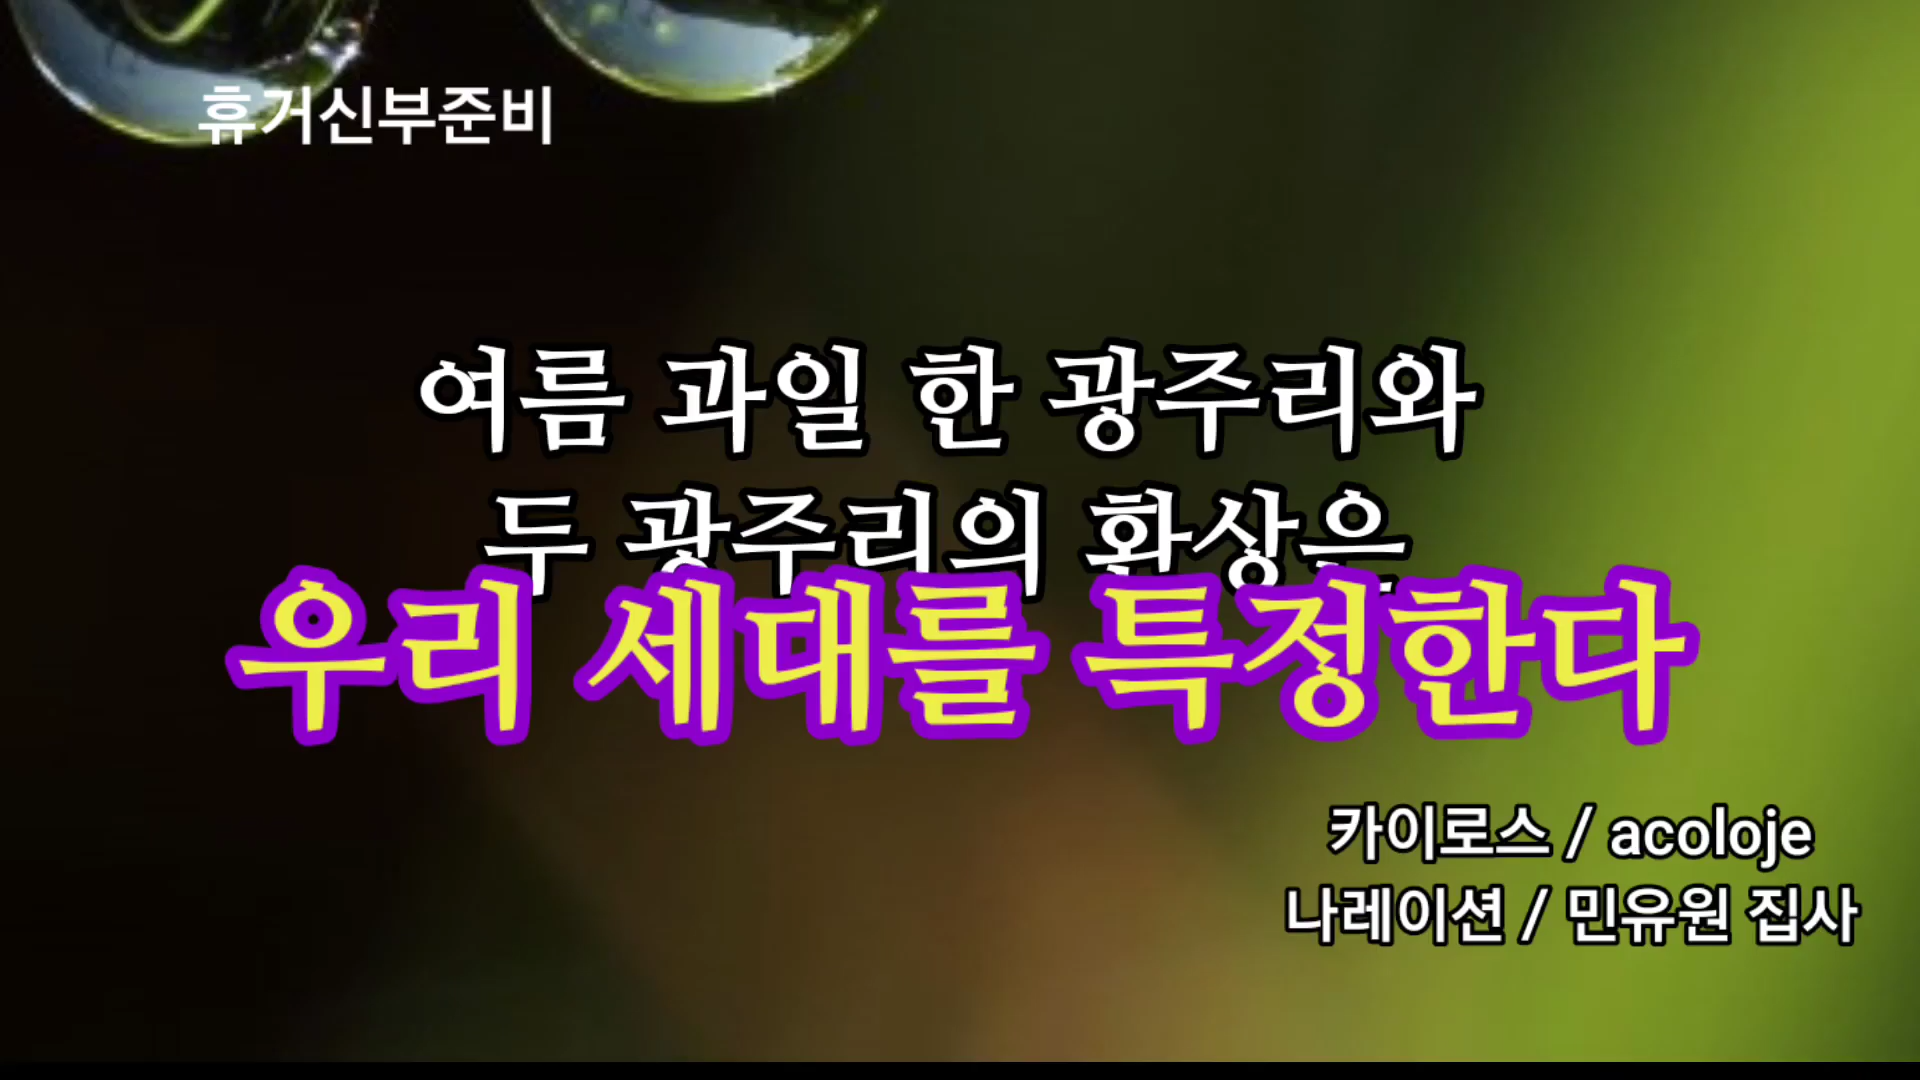 휴거신부준비
여름 과일 한 광주리와
두 광주리의 환상은
우리 세대를 특정한다
카이로스 / acoloje
나레이션 / 민유원 집사